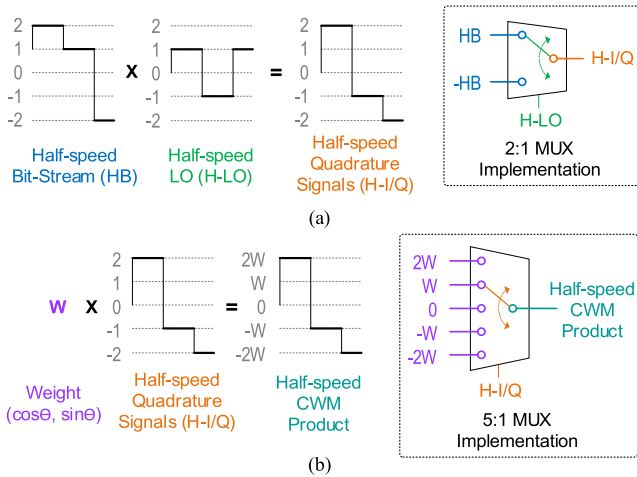 2
1
0
-1
-2
Half-speed
Bit-Stream (HB)
X
2
1
0
-1
-2
Half-speed
LO (H-LO)
=
2
1
0
-1
-2
Half-speed
Quadrature
Signals (H-I/Q)
HB
-HB
H-I/Q
H-LO
2:1 MUX
Implementation
(a)
W
Weight
(cosΘ, sinΘ)
X
2
1
0
-1
-2
Half-speed
Quadrature
Signals (H-I/Q)
=
2W
W
0
-W
-2W
Half-speed
CWM
Product
2W
W
0
-W
-2W
Half-speed
CWM
Product
H-I/Q
5:1 MUX
Implementation
(b)